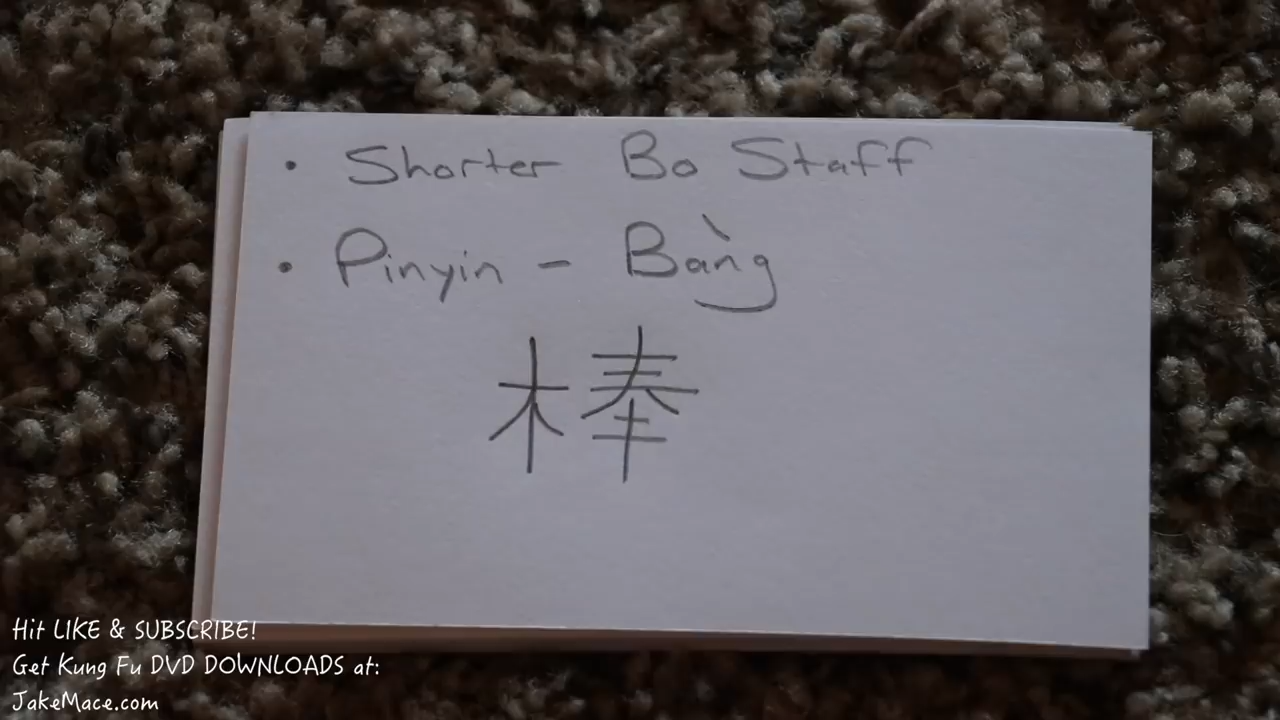 • Shorter Bo Staff
• Pinyin - Bàng
棒
Hit LIKE & SUBSCRIBE!
Get Kung Fu DVD DOWNLOADS at:
JakeMace.com